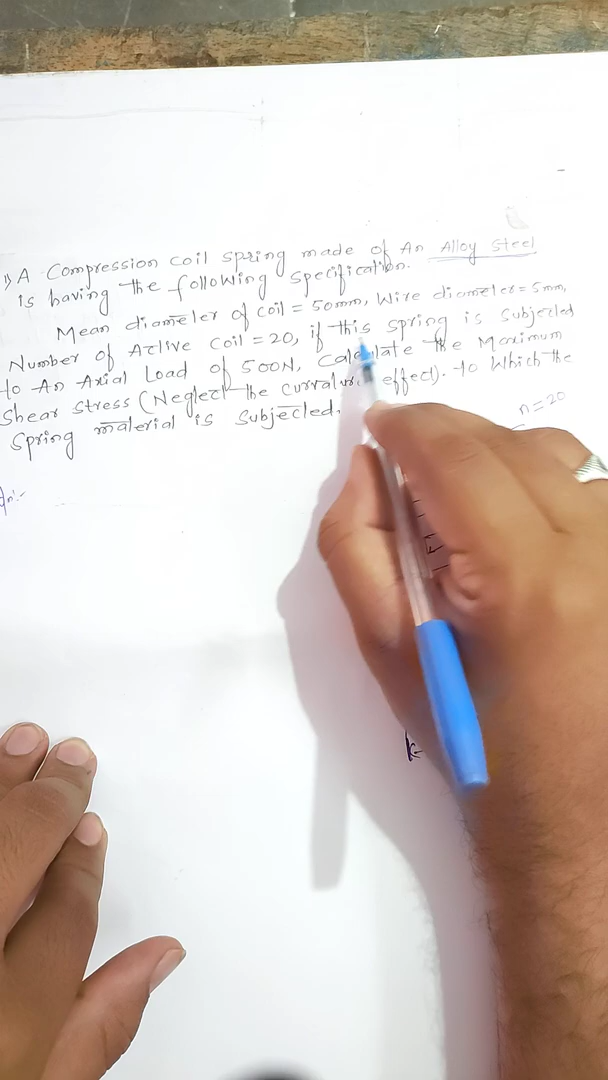 1) A Compression coil spring made of An Alloy steel
is having the following specification.
Mean diameter of coil = 50mm, Wire diameter = 5mm,
Number of Active coil = 20, if this spring is subjected
to An Axial Load of 500N, Calculate the Maximum
Shear stress (Neglect the curvature effect). to Which the
Spring material is Subjected.
n=20